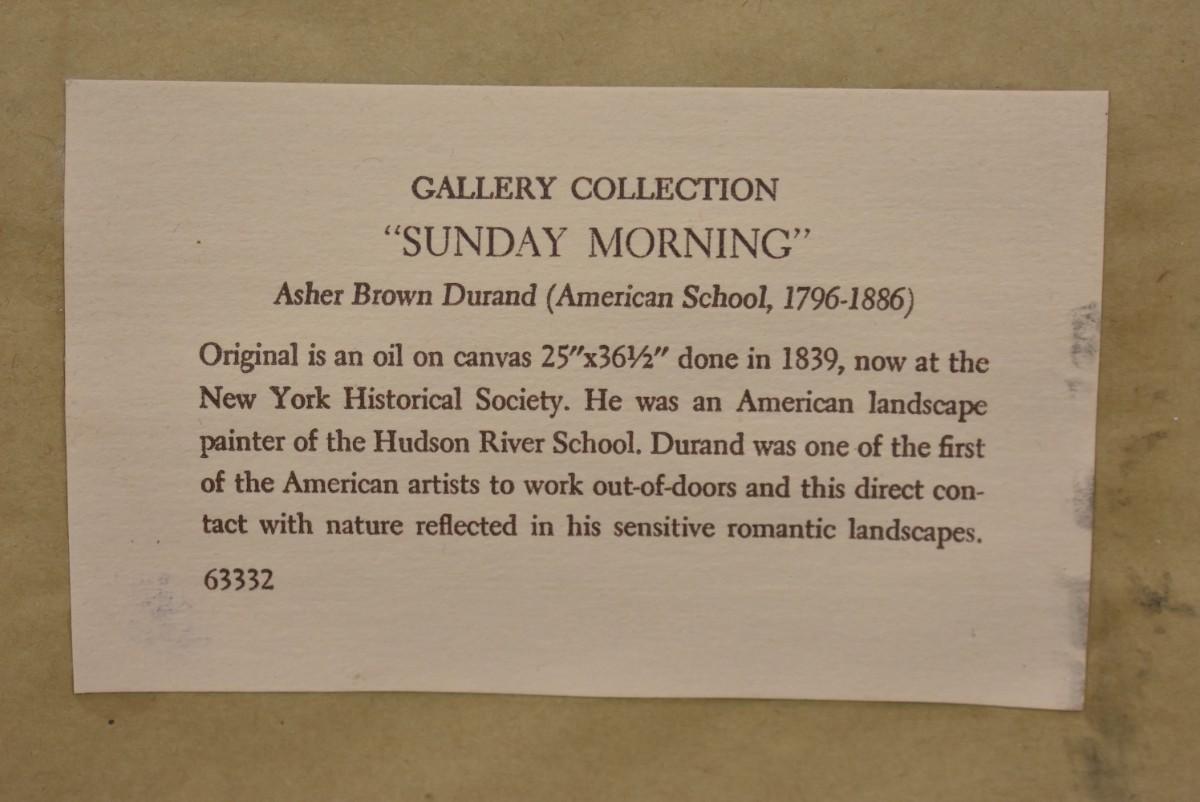 GALLERY COLLECTION
“SUNDAY MORNING”
Asher Brown Durand (American School, 1796-1886)
Original is an oil on canvas 25″x36½″ done in 1839, now at the
New York Historical Society. He was an American landscape
painter of the Hudson River School. Durand was one of the first
of the American artists to work out-of-doors and this direct con-
tact with nature reflected in his sensitive romantic landscapes.
63332